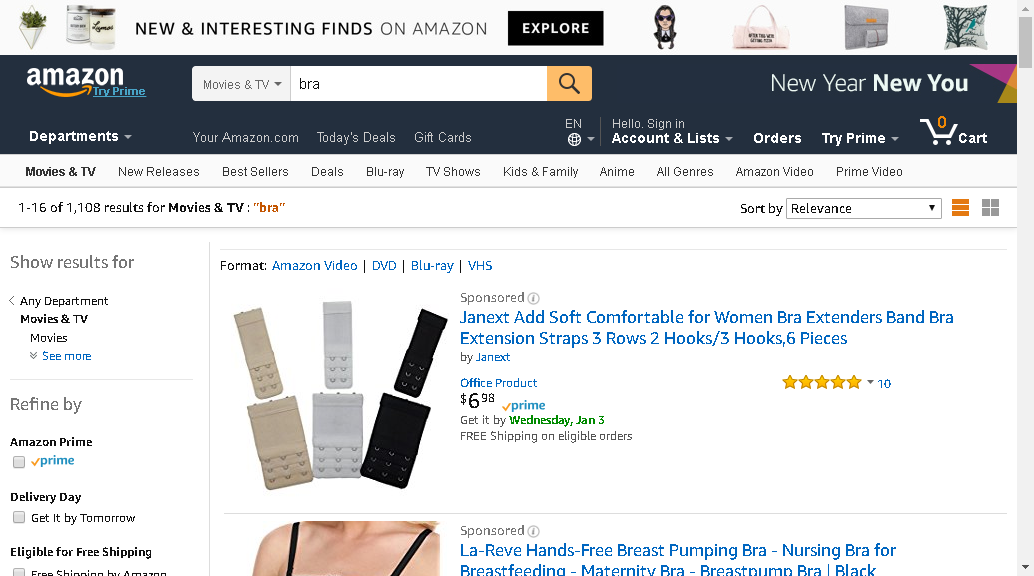 NEW & INTERESTING FINDS ON AMAZON EXPLORE
amazon
Try Prime
Movies & TV
bra
New Year New You
Departments
Your Amazon.com Today's Deals Gift Cards
EN
Hello. Sign in
Account & Lists
Orders
Try Prime
0
Cart
Movies & TV New Releases Best Sellers Deals Blu-ray TV Shows Kids & Family Anime All Genres Amazon Video Prime Video
1-16 of 1,108 results for Movies & TV : "bra"
Sort by Relevance
Show results for
Any Department
Movies & TV
Movies
See more
Refine by
Amazon Prime
prime
Delivery Day
Get It by Tomorrow
Eligible for Free Shipping
Free Shipping by Amazon
Format: Amazon Video | DVD | Blu-ray | VHS
Sponsored
Janext Add Soft Comfortable for Women Bra Extenders Band Bra
Extension Straps 3 Rows 2 Hooks/3 Hooks,6 Pieces
by Janext
Office Product
$6.98 prime
Get it by Wednesday, Jan 3
FREE Shipping on eligible orders
10
Sponsored
La-Reve Hands-Free Breast Pumping Bra - Nursing Bra for
Breastfeeding - Maternity Bra - Breastpump Bra | Black